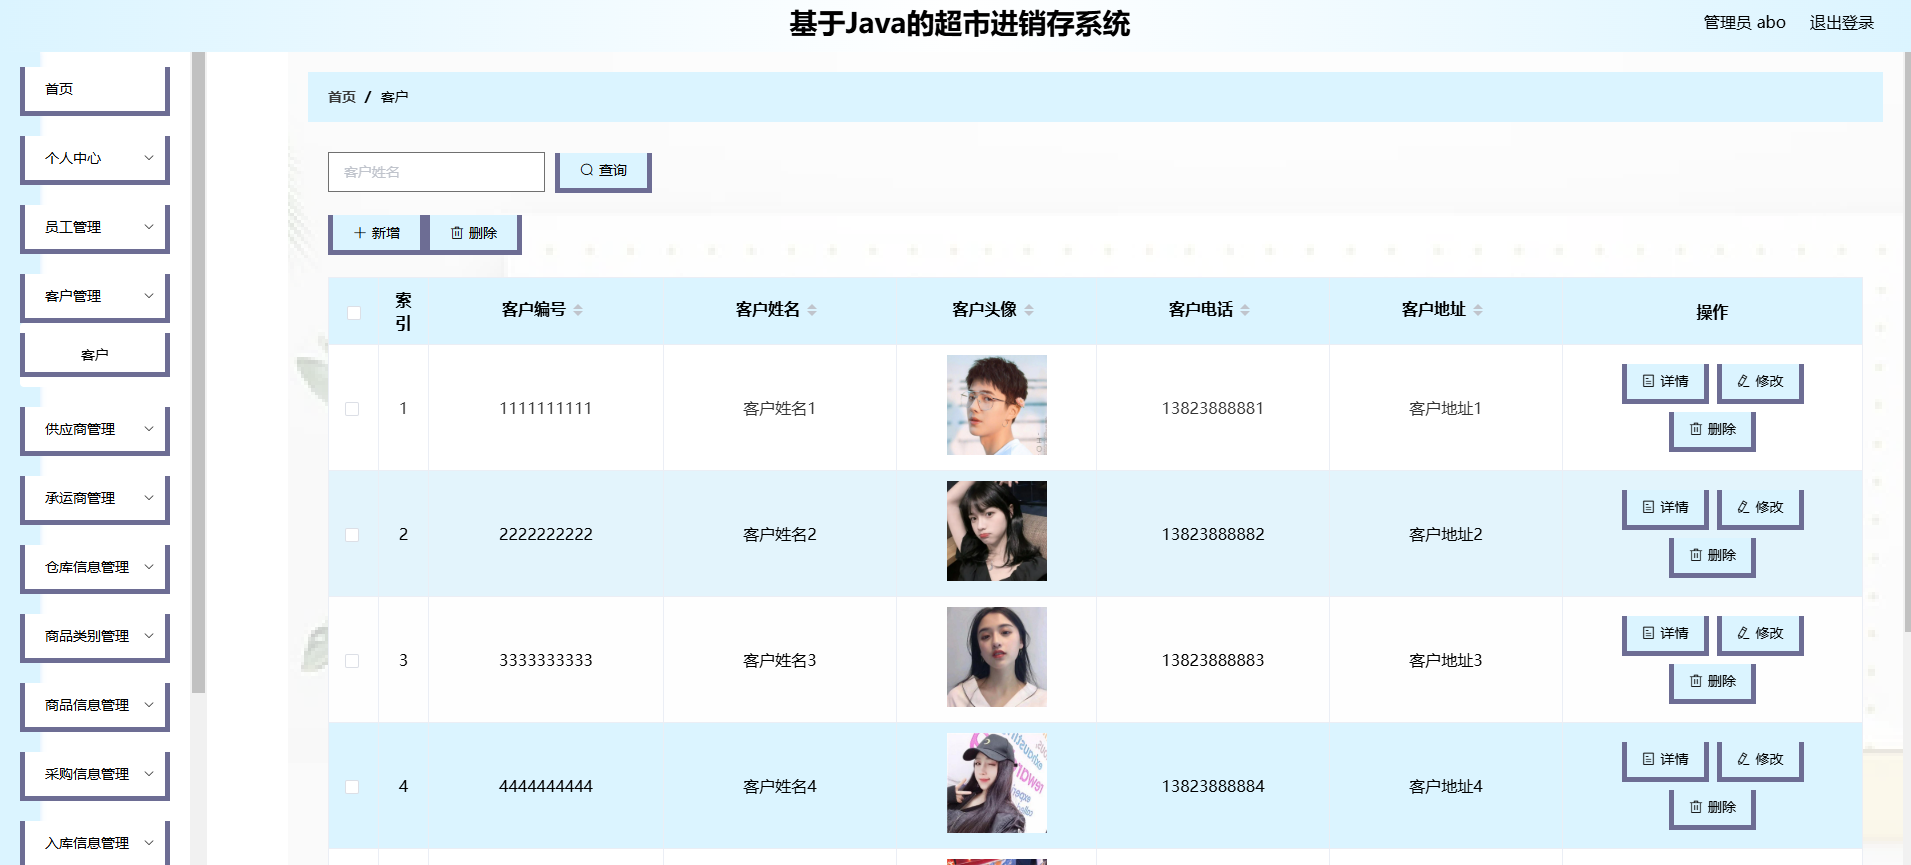 基于Java的超市进销存系统
管理员 abo 退出登录
首页
个人中心
员工管理
客户管理
客户
供应商管理
承运商管理
仓库信息管理
商品类别管理
商品信息管理
采购信息管理
入库信息管理
首页 / 客户
客户姓名 查询
新增 删除
索引 客户编号 客户姓名 客户头像 客户电话 客户地址 操作
1 1111111111 客户姓名1 13823888881 客户地址1 详情 修改
删除
2 2222222222 客户姓名2 13823888882 客户地址2 详情 修改
删除
3 3333333333 客户姓名3 13823888883 客户地址3 详情 修改
删除
4 4444444444 客户姓名4 13823888884 客户地址4 详情 修改
删除